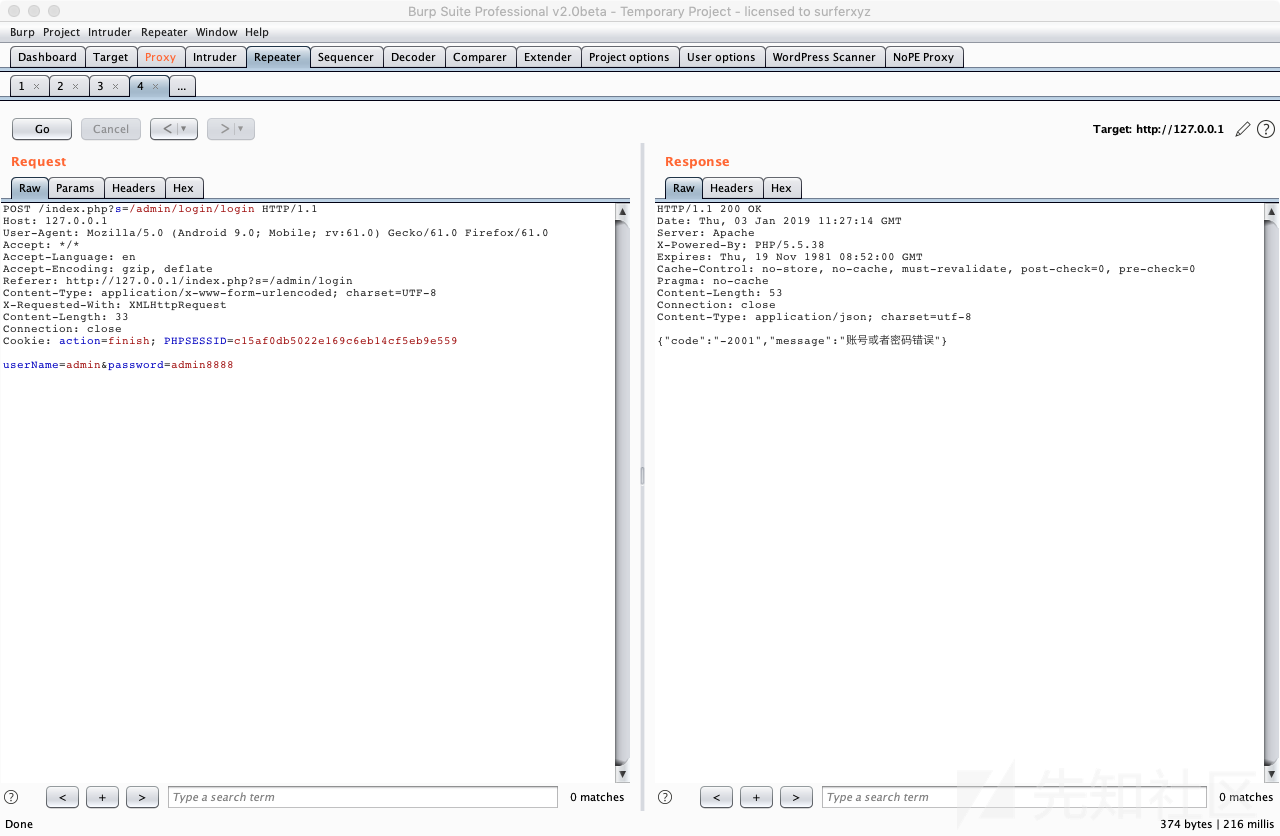 Burp Suite Professional v2.0beta - Temporary Project - licensed to surferxyz
Burp Project Intruder Repeater Window Help
Dashboard Target Proxy Intruder Repeater Sequencer Decoder Comparer Extender Project options User options WordPress Scanner NoPE Proxy
1 × 2 × 3 × 4 × ...
Go Cancel < | ▼ > | ▼ Target: http://127.0.0.1 ?
Request
Raw Params Headers Hex
POST /index.php?s=/admin/login/login HTTP/1.1
Host: 127.0.0.1
User-Agent: Mozilla/5.0 (Android 9.0; Mobile; rv:61.0) Gecko/61.0 Firefox/61.0
Accept: */*
Accept-Language: en
Accept-Encoding: gzip, deflate
Referer: http://127.0.0.1/index.php?s=/admin/login
Content-Type: application/x-www-form-urlencoded; charset=UTF-8
X-Requested-With: XMLHttpRequest
Content-Length: 33
Connection: close
Cookie: action=finish; PHPSESSID=c15af0db5022e169c6eb14cf5eb9e559
userName=admin&password=admin8888
? < + > Type a search term 0 matches
Response
Raw Headers Hex
HTTP/1.1 200 OK
Date: Thu, 03 Jan 2019 11:27:14 GMT
Server: Apache
X-Powered-By: PHP/5.5.38
Expires: Thu, 19 Nov 1981 08:52:00 GMT
Cache-Control: no-store, no-cache, must-revalidate, post-check=0, pre-check=0
Pragma: no-cache
Content-Length: 53
Connection: close
Content-Type: application/json; charset=utf-8
{"code":"-2001","message":"账号或者密码错误"}
? < + > Type a search term 0 matches
先知社区
Done 374 bytes | 216 millis